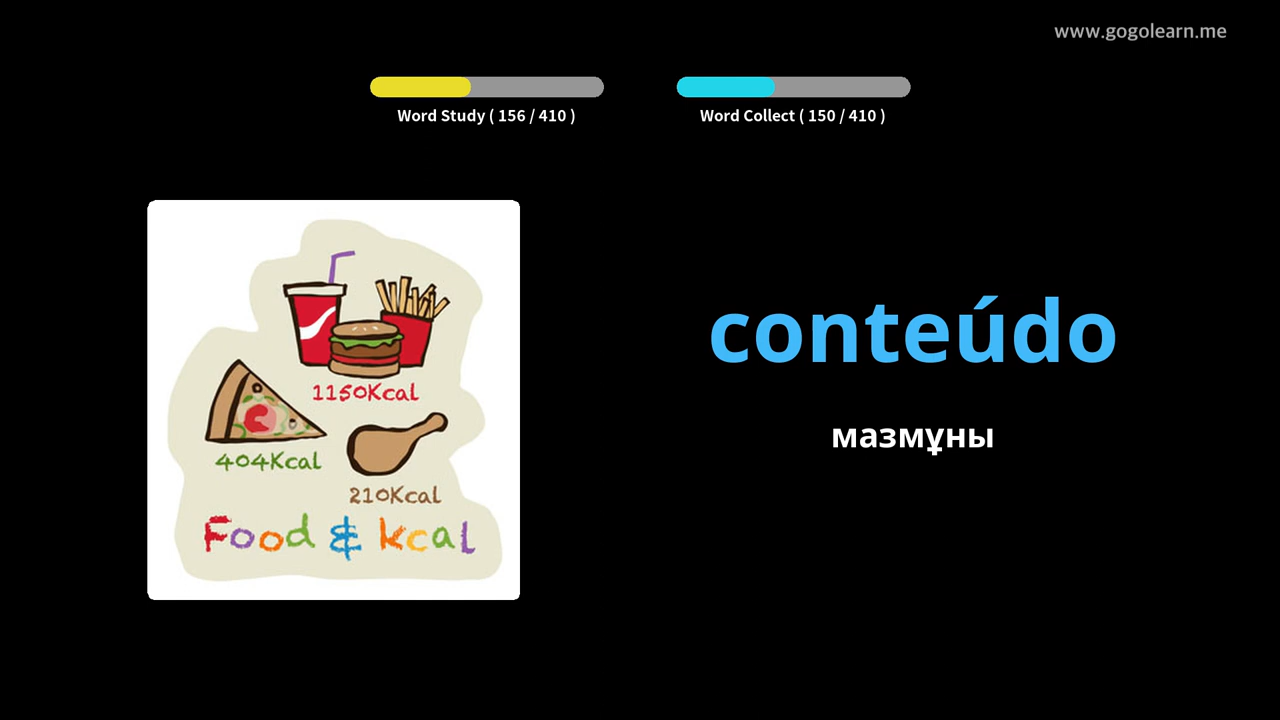 www.gogolearn.me
Word Study ( 156 / 410 )
Word Collect ( 150 / 410 )
1150Kcal
404Kcal
210Kcal
Food & kcal
conteúdo
мазмұны